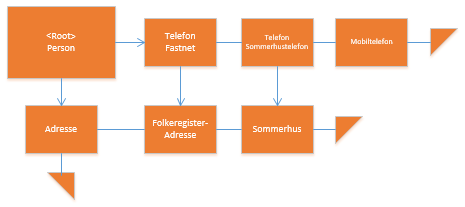 <Root>
Person
Telefon
Fastnet
Telefon
Sommerhustelefon
Mobiltelefon
Adresse
Folkeregister-
Adresse
Sommerhus